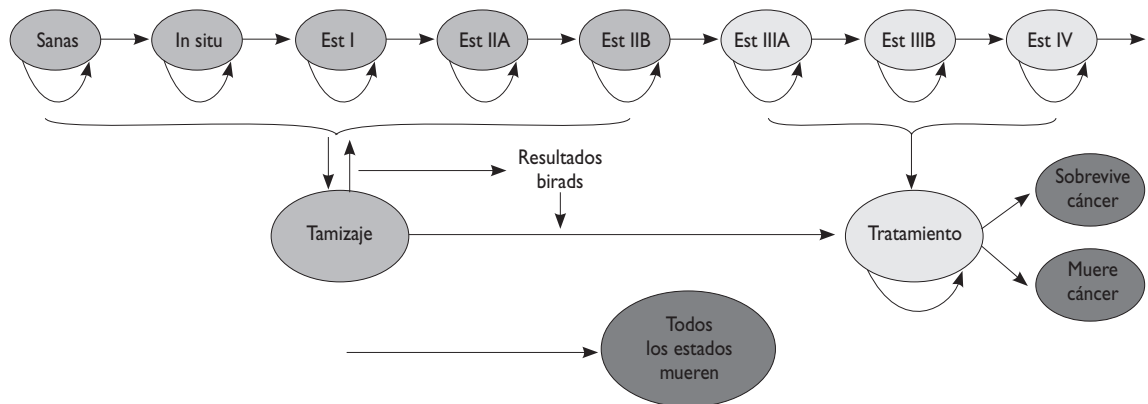 Sanas
In situ
Est I
Est IIA
Est IIB
Est IIIA
Est IIIB
Est IV
Resultados
birads
Tamizaje
Tratamiento
Sobrevive
cáncer
Muere
cáncer
Todos
los estados
mueren